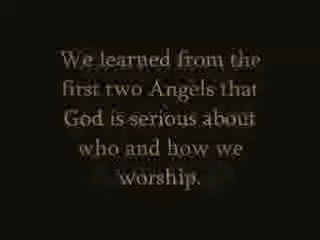 We learned from the
first two Angels that
God is serious about
who and how we
worship.